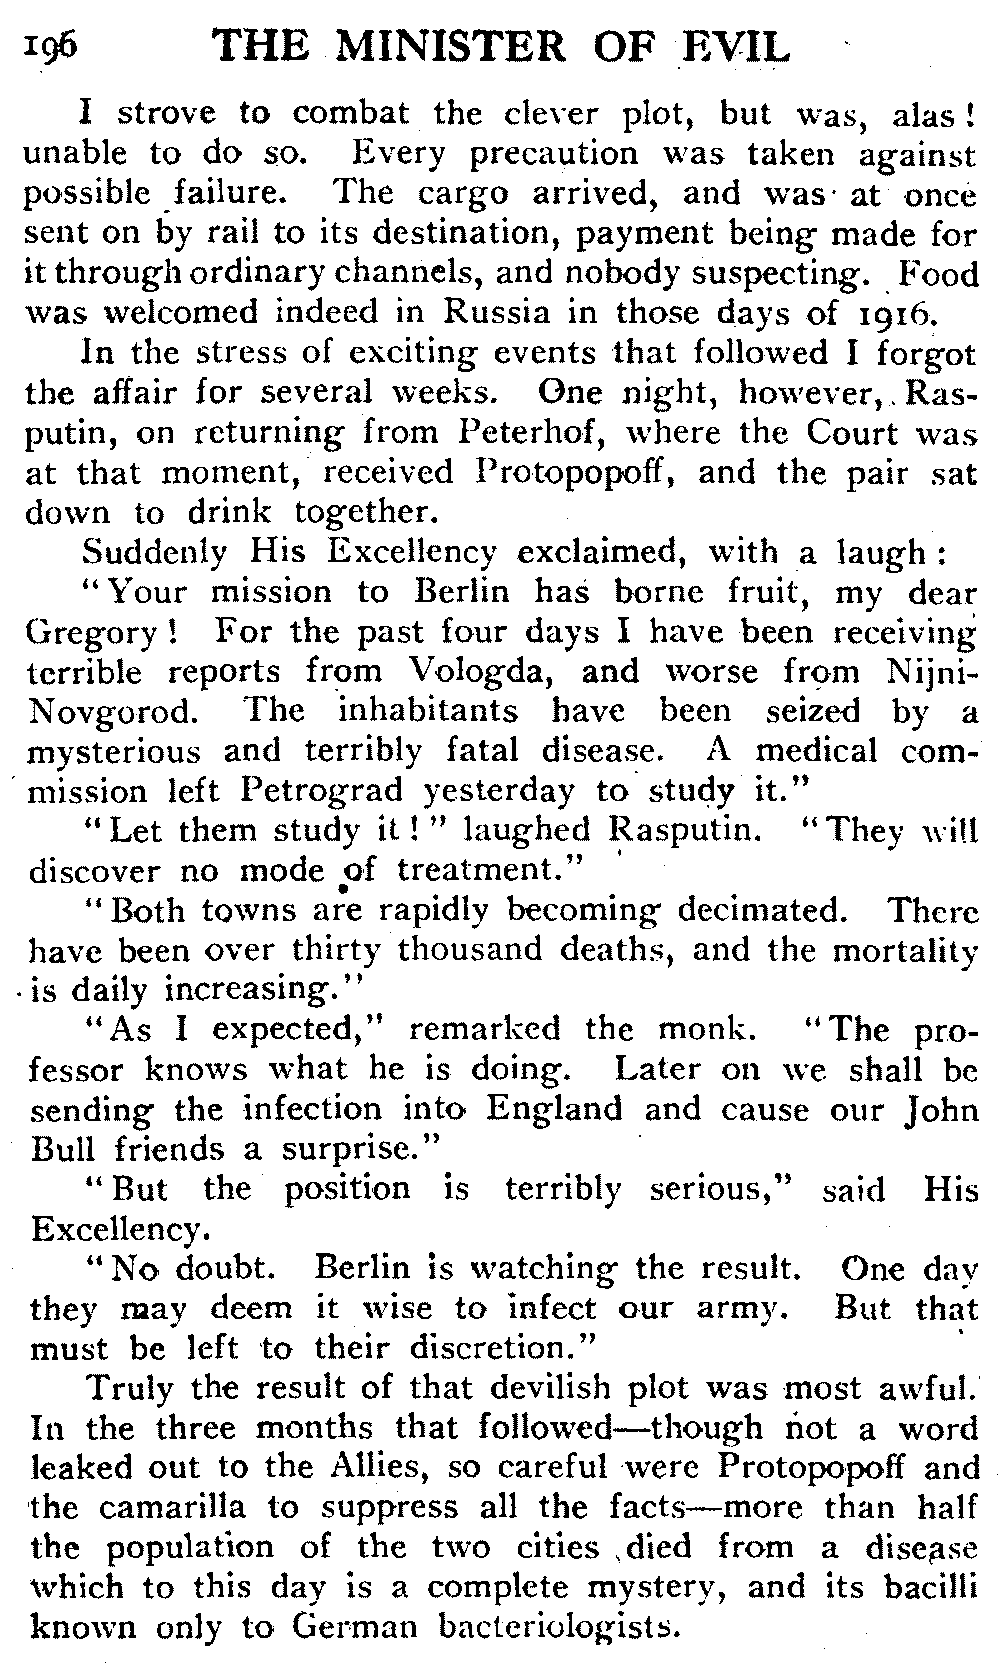 196 THE MINISTER OF EVIL
I strove to combat the clever plot, but was, alas!
unable to do so. Every precaution was taken against
possible failure. The cargo arrived, and was at once
sent on by rail to its destination, payment being made for
it through ordinary channels, and nobody suspecting. Food
was welcomed indeed in Russia in those days of 1916.
In the stress of exciting events that followed I forgot
the affair for several weeks. One night, however, Ras-
putin, on returning from Peterhof, where the Court was
at that moment, received Protopopoff, and the pair sat
down to drink together.
Suddenly His Excellency exclaimed, with a laugh:
"Your mission to Berlin has borne fruit, my dear
Gregory! For the past four days I have been receiving
terrible reports from Vologda, and worse from Nijni-
Novgorod. The inhabitants have been seized by a
mysterious and terribly fatal disease. A medical com-
mission left Petrograd yesterday to study it."
"Let them study it!" laughed Rasputin. "They will
discover no mode of treatment."
"Both towns are rapidly becoming decimated. There
have been over thirty thousand deaths, and the mortality
is daily increasing."
"As I expected," remarked the monk. "The pro-
fessor knows what he is doing. Later on we shall be
sending the infection into England and cause our John
Bull friends a surprise."
"But the position is terribly serious," said His
Excellency.
"No doubt. Berlin is watching the result. One day
they may deem it wise to infect our army. But that
must be left to their discretion."
Truly the result of that devilish plot was most awful.
In the three months that followed—though not a word
leaked out to the Allies, so careful were Protopopoff and
the camarilla to suppress all the facts—more than half
the population of the two cities died from a disease
which to this day is a complete mystery, and its bacilli
known only to German bacteriologists.